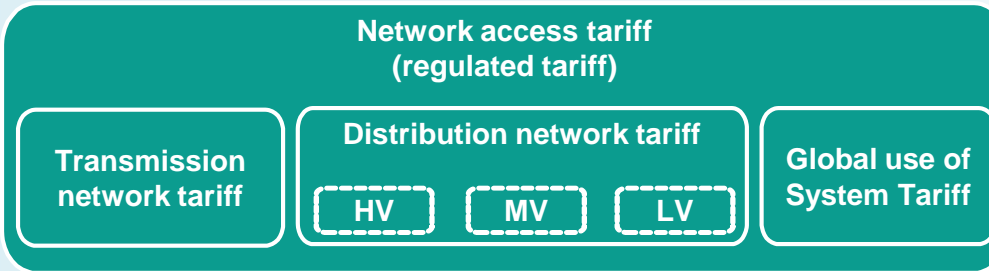 Network access tariff
(regulated tariff)
Transmission
network tariff
Distribution network tariff
HV
MV
LV
Global use of
System Tariff